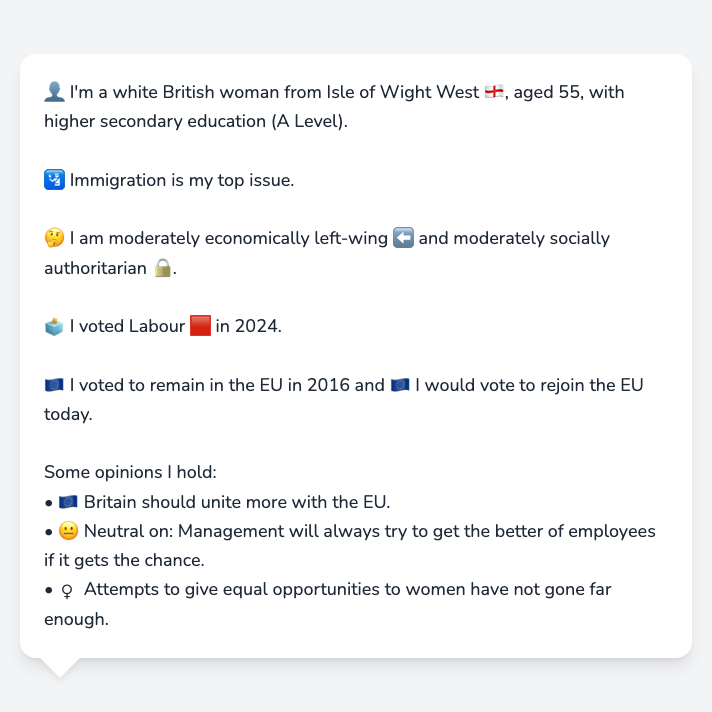 👤 I'm a white British woman from Isle of Wight West 🏴󠁧󠁢󠁥󠁮󠁧󠁿, aged 55, with
higher secondary education (A Level).
🛂 Immigration is my top issue.
🤔 I am moderately economically left-wing ⬅️ and moderately socially
authoritarian 🔒.
🗳️ I voted Labour 🟥 in 2024.
🇪🇺 I voted to remain in the EU in 2016 and 🇪🇺 I would vote to rejoin the EU
today.
Some opinions I hold:
• 🇪🇺 Britain should unite more with the EU.
• 😐 Neutral on: Management will always try to get the better of employees
if it gets the chance.
• ♀ Attempts to give equal opportunities to women have not gone far
enough.